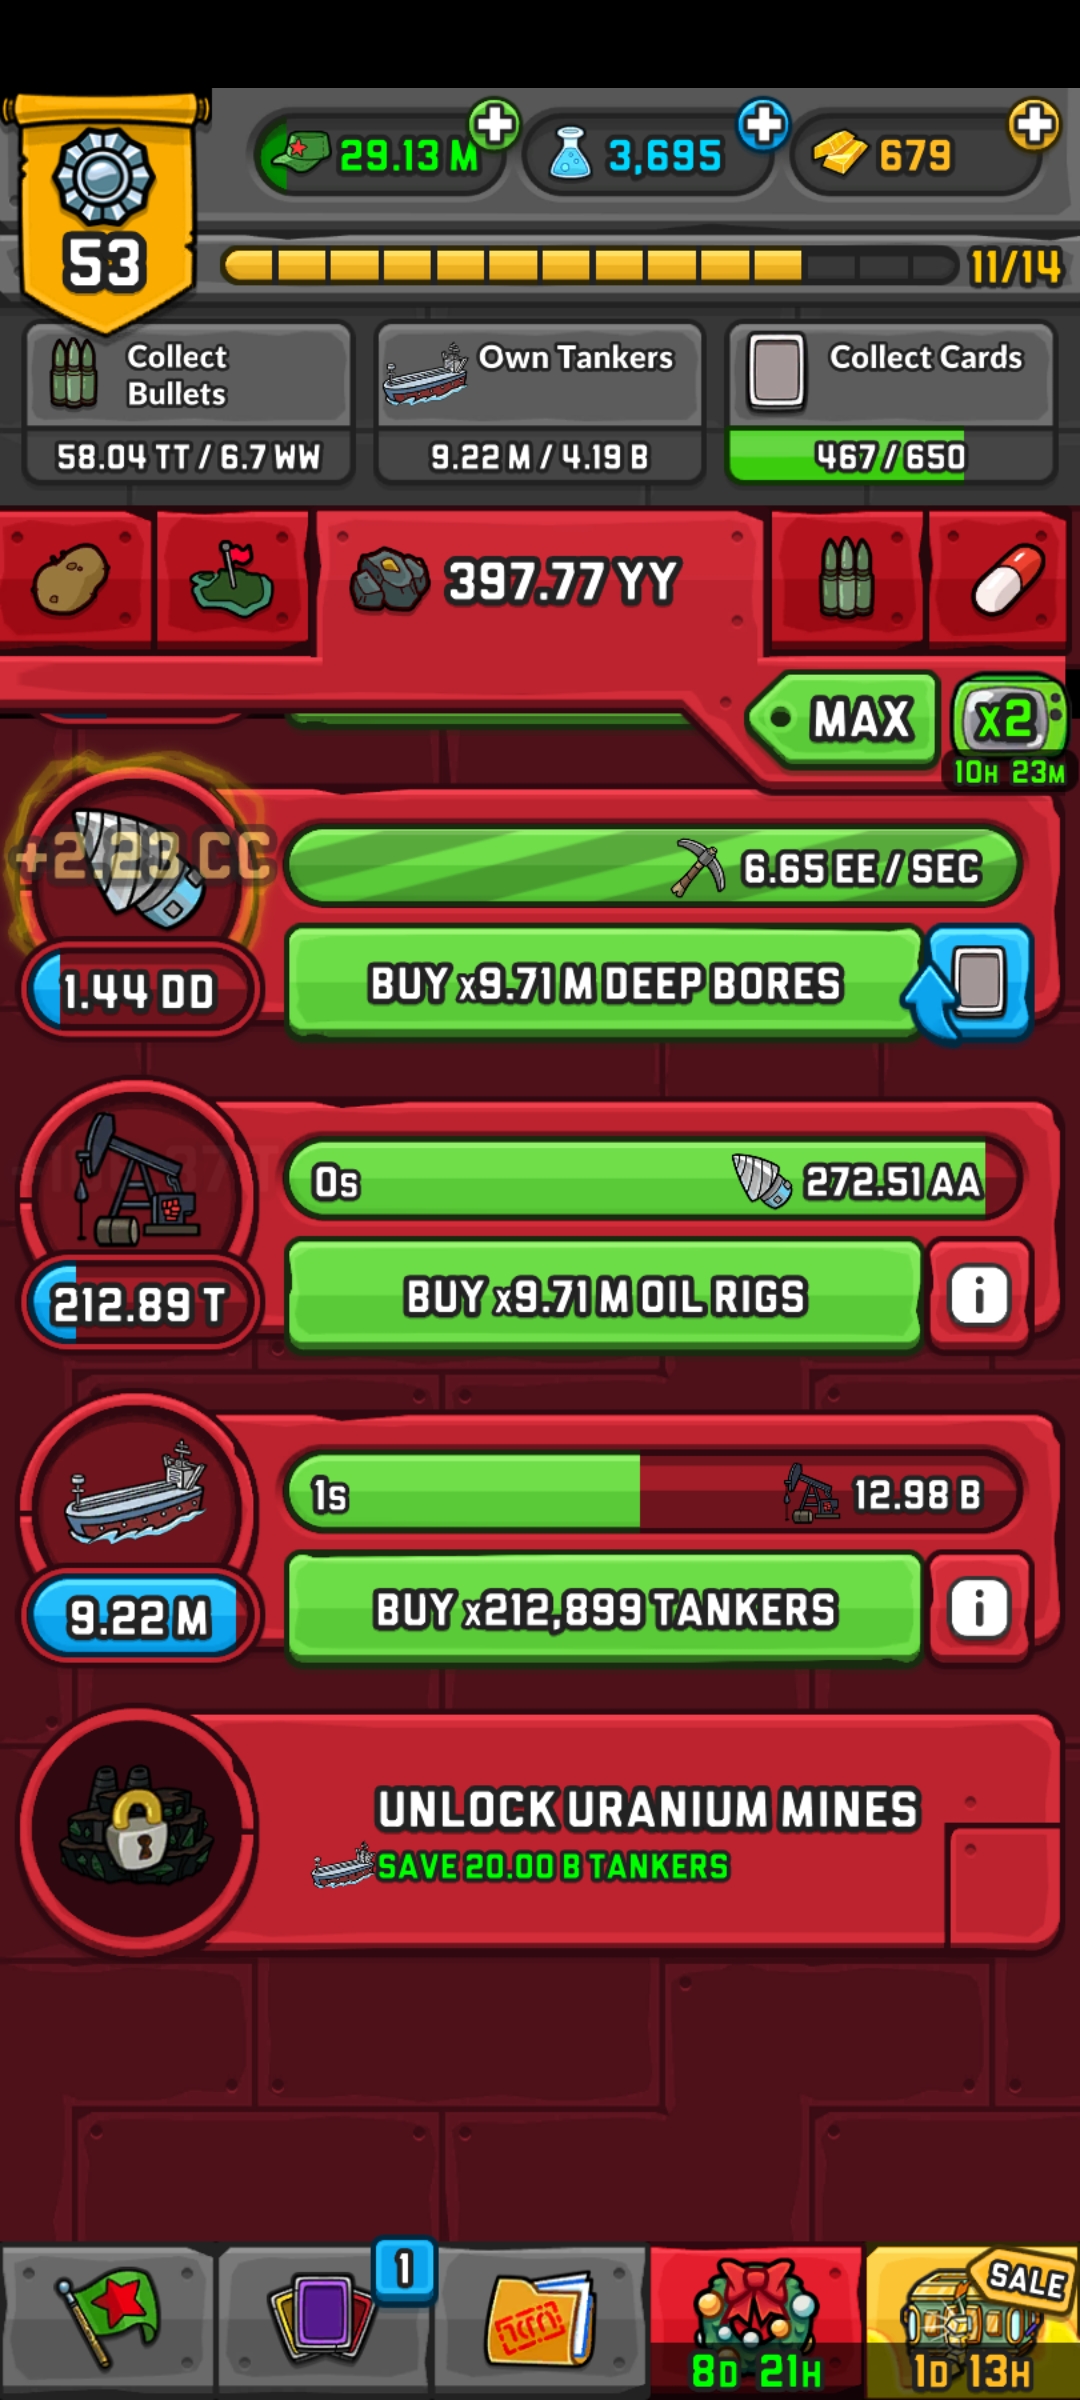 29.13 M
3,695
679
53
11/14
Collect
Bullets
Own Tankers
Collect Cards
58.04 TT / 6.7 WW
9.22 M / 4.19 B
467 / 650
397.77 YY
MAX
x2
10H 23M
+2.23 CC
6.65 EE / SEC
1.44 DD
BUY x9.71 M DEEP BORES
0s
272.51 AA
212.89 T
BUY x9.71 M OIL RIGS
i
1s
12.98 B
9.22 M
BUY x212,899 TANKERS
i
UNLOCK URANIUM MINES
SAVE 20.00 B TANKERS
1
SALE
8D 21H
1D 13H